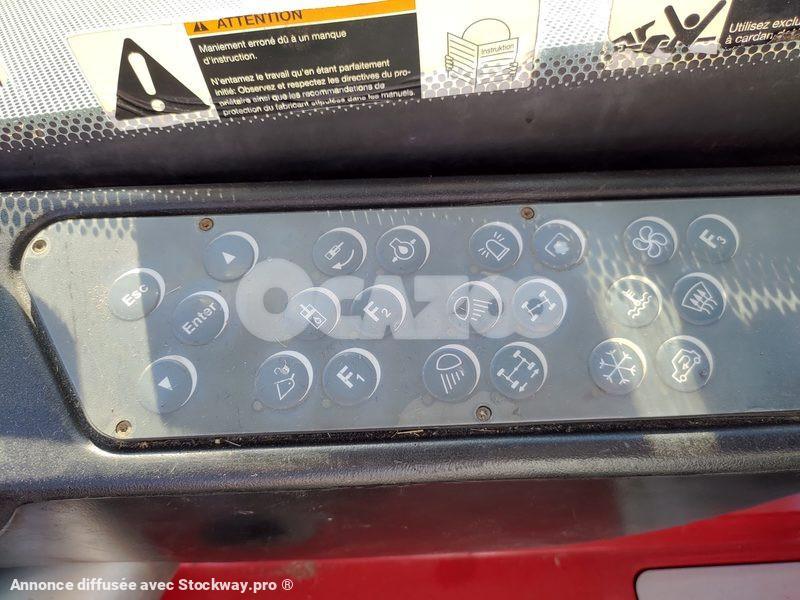 ATTENTION
Maniement erroné dû à un manque
d'instruction.
N'entamez le travail qu'en étant parfaitement
initié. Observez et respectez les directives du pro-
priétaire ainsi que les recommandations de
protection du fabricant stipulées dans les manuels.
Instruktion
Utilisez
à cardan
Esc
Enter
F2
F1
F3
OCAZOO
Annonce diffusée avec Stockway.pro ®